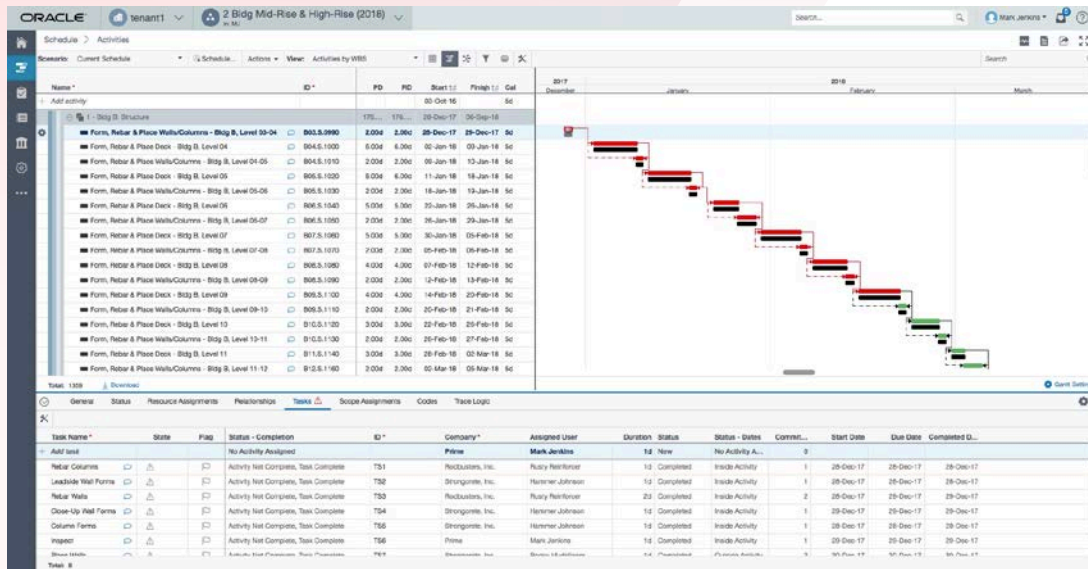 ORACLE tenant1 2 Bldg Mid-Rise & High-Rise (2018) Search... Mark Jenkins
Schedule > Activities
Scenario: Current Schedule Schedule... Actions View: Activities by WBS Search
Name * ID * PD RD Start Finish Cal
2017 2018
December January February March
Add activity 5d
1 - Bldg B. Structure 28-Dec-17
Form, Rebar & Place Walls/Columns - Bldg B, Level 03-04 B03.S.0990 2.00d 2.00d 28-Dec-17 29-Dec-17 5d
Form, Rebar & Place Deck - Bldg B, Level 04 B04.S.1000 6.00d 6.00d 02-Jan-18 09-Jan-18 5d
Form, Rebar & Place Walls/Columns - Bldg B, Level 04-05 B04.S.1010 2.00d 2.00d 09-Jan-18 10-Jan-18 5d
Form, Rebar & Place Deck - Bldg B, Level 05 B05.S.1020 6.00d 11-Jan-18 18-Jan-18 5d
Form, Rebar & Place Walls/Columns - Bldg B, Level 05-06 B05.S.1030 2.00d 2.00d 18-Jan-18 19-Jan-18 5d
Form, Rebar & Place Deck - Bldg B, Level 06 B06.S.1040 5.00d 5.00d 22-Jan-18 26-Jan-18 5d
Form, Rebar & Place Walls/Columns - Bldg B, Level 06-07 B06.S.1050 2.00d 2.00d 26-Jan-18 29-Jan-18 5d
Form, Rebar & Place Deck - Bldg B, Level 07 B07.S.1060 5.00d 5.00d 30-Jan-18 05-Feb-18 5d
Form, Rebar & Place Walls/Columns - Bldg B, Level 07-08 B07.S.1070 2.00d 2.00d 05-Feb-18 06-Feb-18 5d
Form, Rebar & Place Deck - Bldg B, Level 08 B08.S.1080 4.00d 4.00d 07-Feb-18 12-Feb-18 5d
Form, Rebar & Place Walls/Columns - Bldg B, Level 08-09 B08.S.1090 2.00d 2.00d 12-Feb-18 13-Feb-18 5d
Form, Rebar & Place Deck - Bldg B, Level 09 B09.S.1100 4.00d 4.00d 14-Feb-18 20-Feb-18 5d
Form, Rebar & Place Walls/Columns - Bldg B, Level 09-10 B09.S.1110 2.00d 2.00d 20-Feb-18 21-Feb-18 5d
Form, Rebar & Place Deck - Bldg B, Level 10 B10.S.1120 3.00d 3.00d 22-Feb-18 26-Feb-18 5d
Form, Rebar & Place Walls/Columns - Bldg B, Level 10-11 B10.S.1130 2.00d 2.00d 26-Feb-18 27-Feb-18 5d
Form, Rebar & Place Deck - Bldg B, Level 11 B11.S.1140 3.00d 3.00d 28-Feb-18 02-Mar-18 5d
Form, Rebar & Place Walls/Columns - Bldg B, Level 11-12 2.00d 2.00d 02-Mar-18 05-Mar-18 5d
Total: Download Gantt
General Status Resource Assignments Relationships Tasks Scope Assignments Codes Trace Logic
Task Name * State Flag Status - Completion ID * Company * Assigned User Duration Status Status - Dates Commit... Start Date Due Date Completed D...
Add task No Activity Assigned Prime Mark Jenkins 1d New No Activity A... 0
Rebar Columns Activity Not Complete, Task Complete TS1 Rodbusters, Inc. Rusty Reinforcer 1d Completed Inside Activity 1 28-Dec-17 28-Dec-17 28-Dec-17
Leadside Wall Forms Activity Not Complete, Task Complete TS2 Strongcrete, Inc. Hammer Johnson 1d Completed Inside Activity 1 28-Dec-17 28-Dec-17 28-Dec-17
Rebar Walls Activity Not Complete, Task Complete TS3 Rodbusters, Inc. Rusty Reinforcer 2d Completed Inside Activity 2 28-Dec-17 29-Dec-17 29-Dec-17
Close-Up Wall Forms Activity Not Complete, Task Complete TS4 Strongcrete, Inc. Hammer Johnson 1d Completed Inside Activity 1 29-Dec-17 29-Dec-17 29-Dec-17
Column Forms Activity Not Complete, Task Complete TS5 Strongcrete, Inc. Hammer Johnson 1d Completed Inside Activity 1 29-Dec-17 29-Dec-17 29-Dec-17
Inspect Activity Not Complete, Task Complete TS6 Prime Mark Jenkins 1d Completed Inside Activity 1 29-Dec-17 29-Dec-17 29-Dec-17
Total: 8